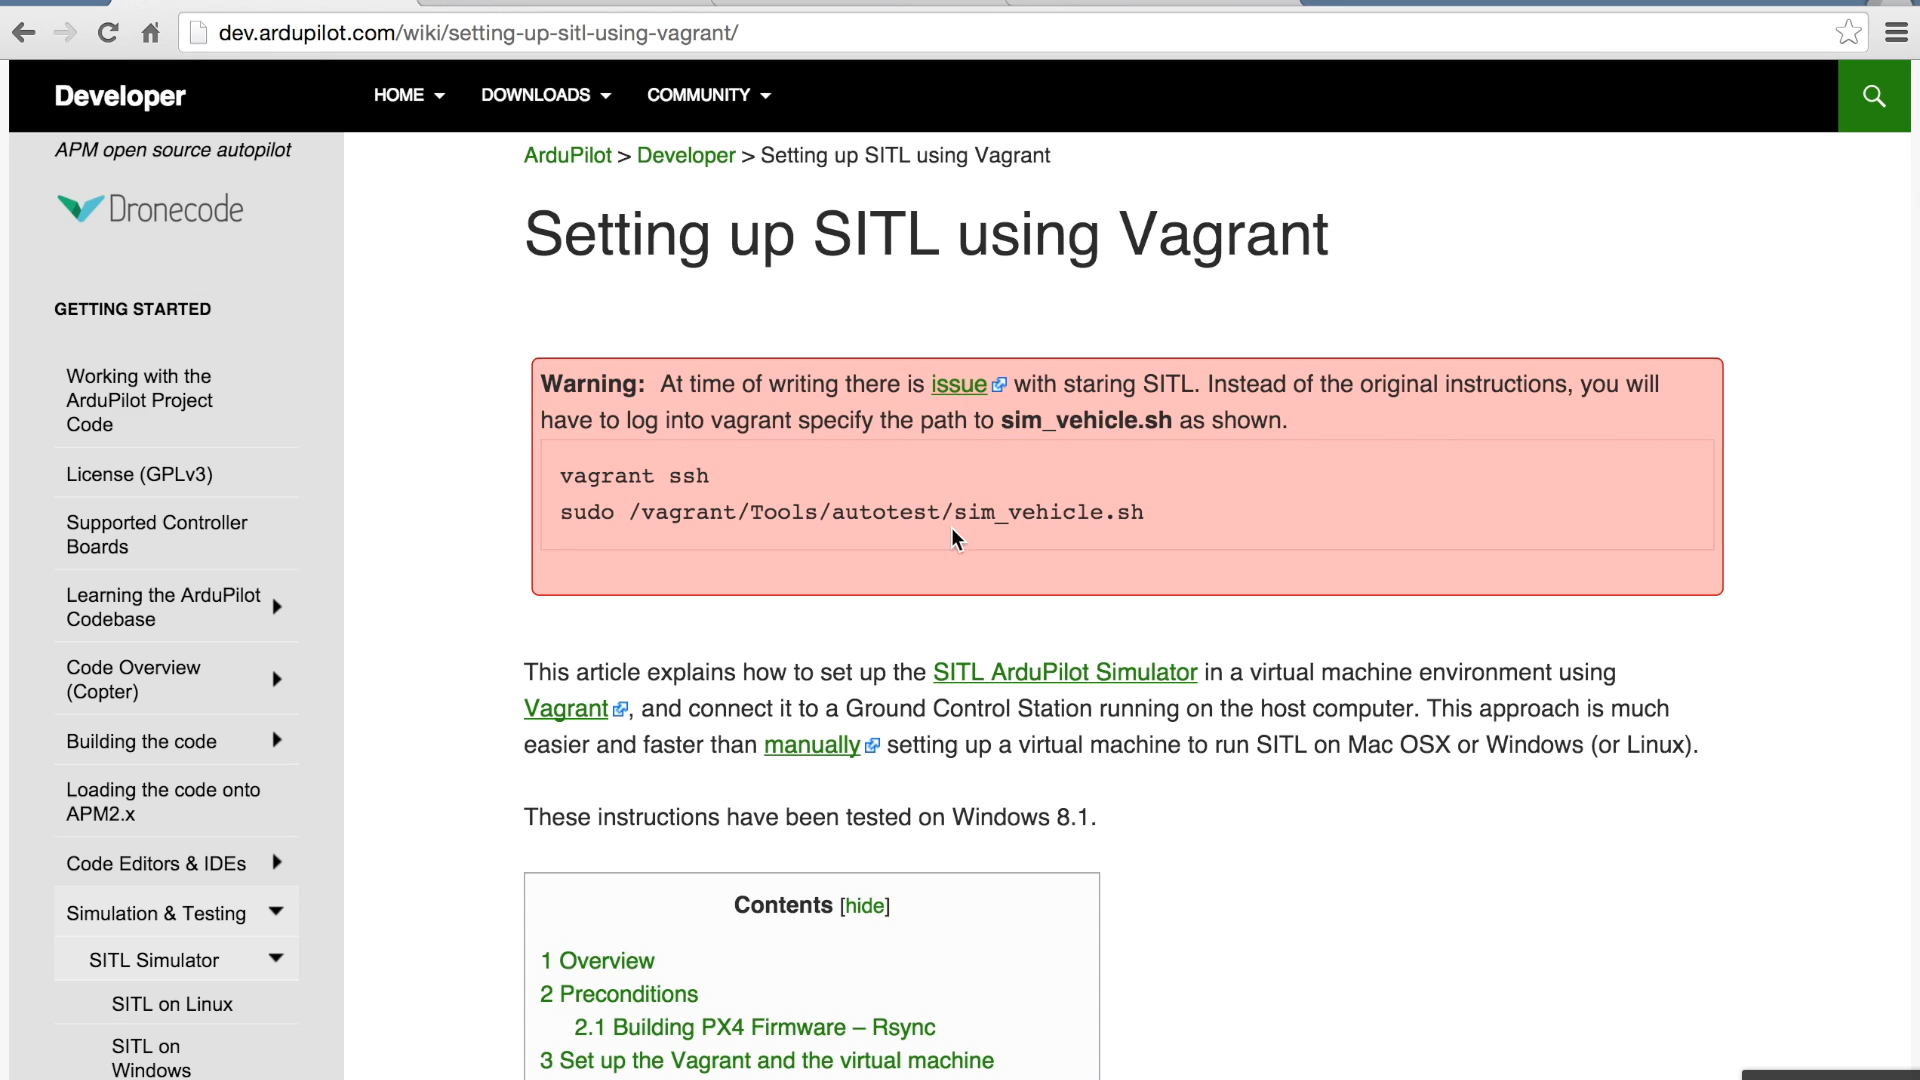 dev.ardupilot.com/wiki/setting-up-sitl-using-vagrant/
Developer
HOME
DOWNLOADS
COMMUNITY
APM open source autopilot
Dronecode
GETTING STARTED
Working with the
ArduPilot Project
Code
License (GPLv3)
Supported Controller
Boards
Learning the ArduPilot
Codebase
Code Overview
(Copter)
Building the code
Loading the code onto
APM2.x
Code Editors & IDEs
Simulation & Testing
SITL Simulator
SITL on Linux
SITL on
Windows
ArduPilot > Developer > Setting up SITL using Vagrant
Setting up SITL using Vagrant
Warning: At time of writing there is issue with staring SITL. Instead of the original instructions, you will
have to log into vagrant specify the path to sim_vehicle.sh as shown.
vagrant ssh
sudo /vagrant/Tools/autotest/sim_vehicle.sh
This article explains how to set up the SITL ArduPilot Simulator in a virtual machine environment using
Vagrant, and connect it to a Ground Control Station running on the host computer. This approach is much
easier and faster than manually setting up a virtual machine to run SITL on Mac OSX or Windows (or Linux).
These instructions have been tested on Windows 8.1.
Contents [hide]
1 Overview
2 Preconditions
2.1 Building PX4 Firmware – Rsync
3 Set up the Vagrant and the virtual machine